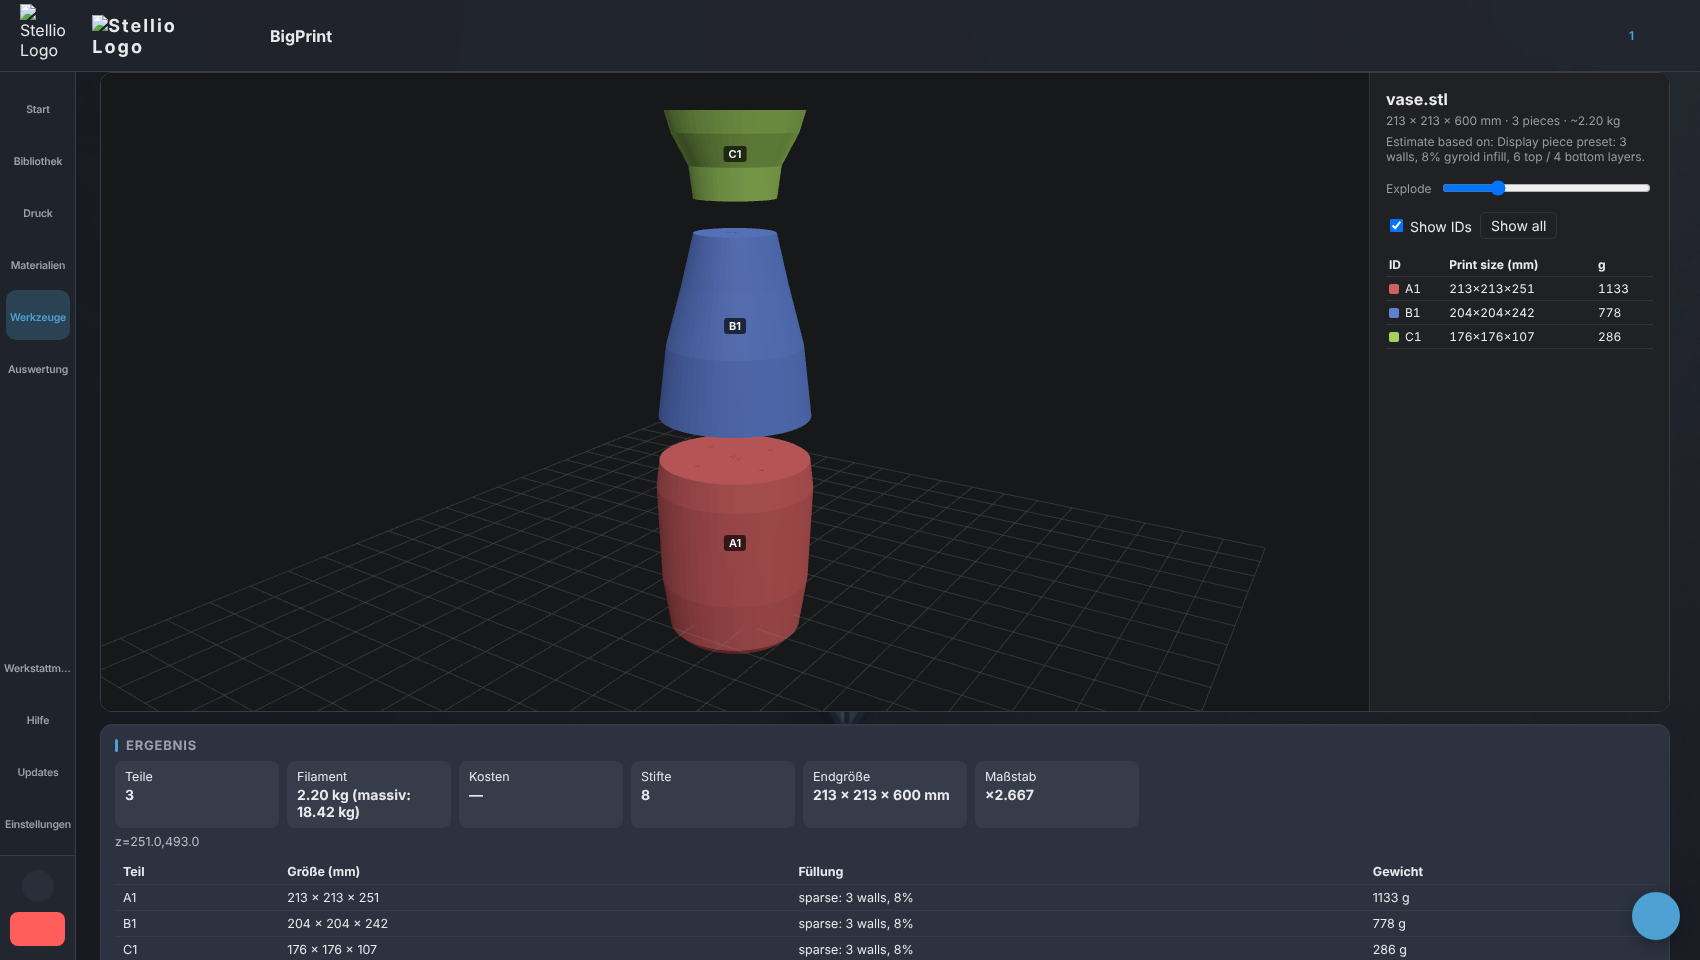 Stellio
Logo
Stellio
Logo
BigPrint
1
Start
Bibliothek
Druck
Materialien
Werkzeuge
Auswertung
Werkstattm...
Hilfe
Updates
Einstellungen
C1
B1
A1
vase.stl
213 × 213 × 600 mm · 3 pieces · ~2.20 kg
Estimate based on: Display piece preset: 3
walls, 8% gyroid infill, 6 top / 4 bottom layers.
Explode
Show IDs Show all
ID Print size (mm) g
A1 213×213×251 1133
B1 204×204×242 778
C1 176×176×107 286
ERGEBNIS
Teile
3
Filament
2.20 kg (massiv:
18.42 kg)
Kosten
—
Stifte
8
Endgröße
213 × 213 × 600 mm
Maßstab
×2.667
z=251.0,493.0
Teil Größe (mm) Füllung Gewicht
A1 213 × 213 × 251 sparse: 3 walls, 8% 1133 g
B1 204 × 204 × 242 sparse: 3 walls, 8% 778 g
C1 176 × 176 × 107 sparse: 3 walls, 8% 286 g